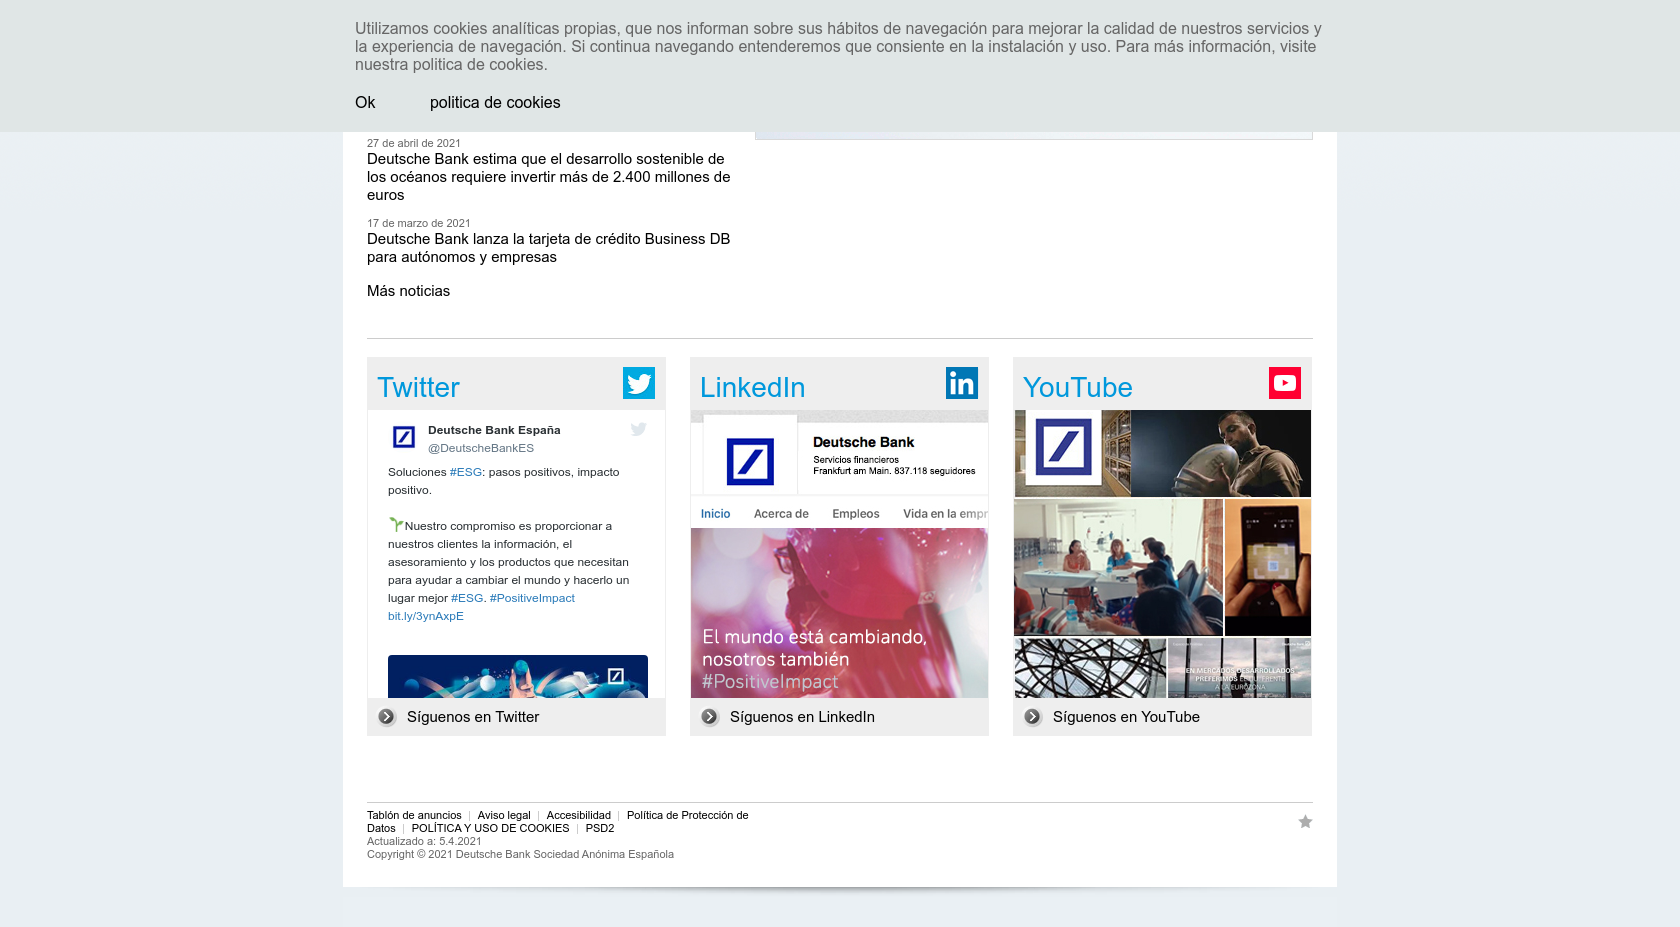 Utilizamos cookies analíticas propias, que nos informan sobre sus hábitos de navegación para mejorar la calidad de nuestros servicios y
la experiencia de navegación. Si continua navegando entenderemos que consiente en la instalación y uso. Para más información, visite
nuestra politica de cookies.
Ok politica de cookies
27 de abril de 2021
Deutsche Bank estima que el desarrollo sostenible de
los océanos requiere invertir más de 2.400 millones de
euros
17 de marzo de 2021
Deutsche Bank lanza la tarjeta de crédito Business DB
para autónomos y empresas
Más noticias
Twitter
Deutsche Bank España
@DeutscheBankES
Soluciones #ESG: pasos positivos, impacto
positivo.
Nuestro compromiso es proporcionar a
nuestros clientes la información, el
asesoramiento y los productos que necesitan
para ayudar a cambiar el mundo y hacerlo un
lugar mejor #ESG. #PositiveImpact
bit.ly/3ynAxpE
Síguenos en Twitter
LinkedIn
in
Deutsche Bank
Servicios financieros
Frankfurt am Main. 837.118 seguidores
Inicio Acerca de Empleos Vida en la empr
El mundo está cambiando,
nosotros también
#PositiveImpact
Síguenos en LinkedIn
YouTube
EN MERCADOS DESARROLLADOS
PREFERIMOS EEUU FRENTE
A LA EUROZONA
Síguenos en YouTube
Tablón de anuncios | Aviso legal | Accesibilidad | Política de Protección de
Datos | POLÍTICA Y USO DE COOKIES | PSD2
Actualizado a: 5.4.2021
Copyright © 2021 Deutsche Bank Sociedad Anónima Española